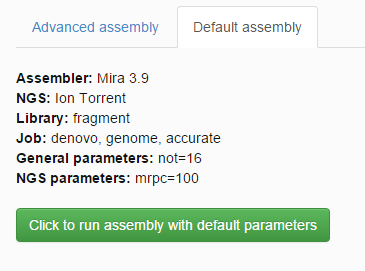 Advanced assembly
Default assembly
Assembler: Mira 3.9
NGS: Ion Torrent
Library: fragment
Job: denovo, genome, accurate
General parameters: not=16
NGS parameters: mrpc=100
Click to run assembly with default parameters